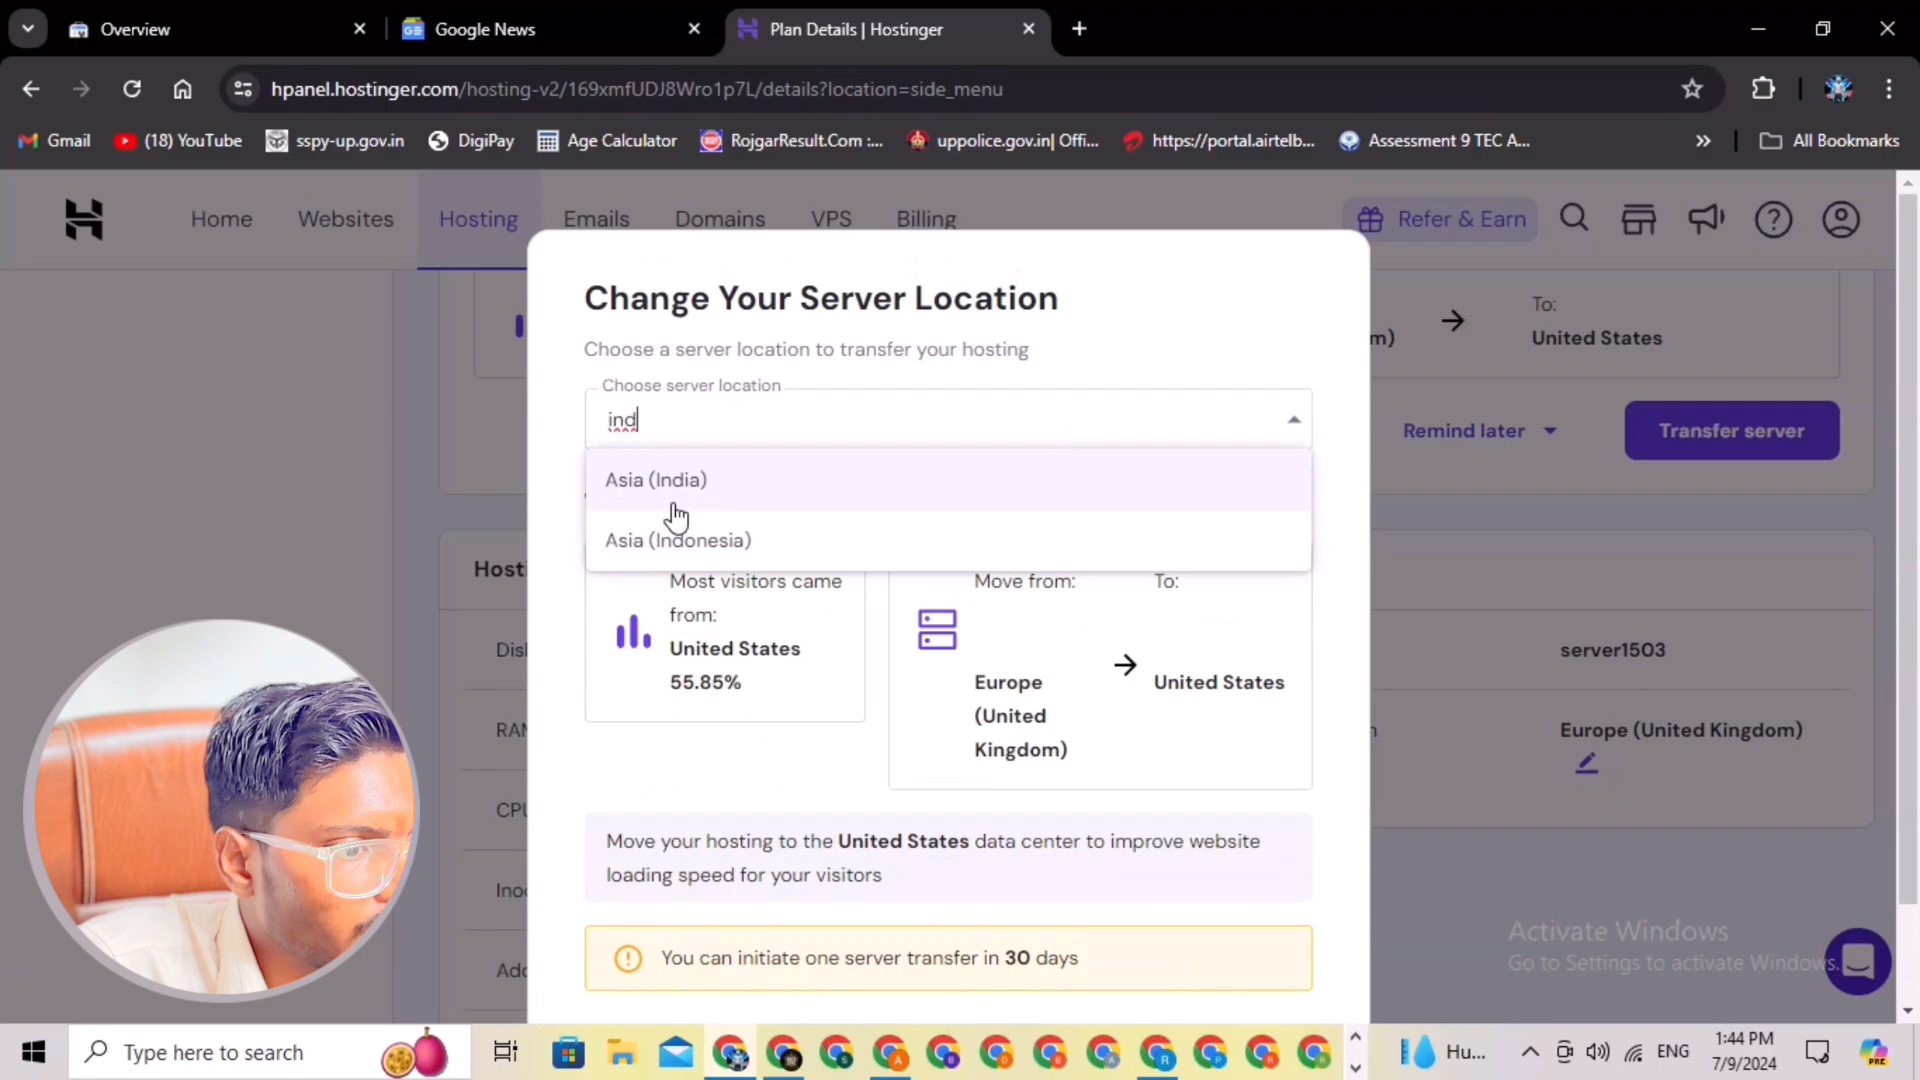 Overview
Google News
Plan Details | Hostinger
hpanel.hostinger.com/hosting-v2/169xmfUDJ8Wro1p7L/details?location=side_menu
Gmail
(18) YouTube
sspy-up.gov.in
DigiPay
Age Calculator
RojgarResult.Com :...
uppolice.gov.in| Offi...
https://portal.airtelb...
Assessment 9 TEC A...
All Bookmarks
Home
Websites
Hosting
Emails
Domains
VPS
Billing
Refer & Earn
Change Your Server Location
To:
m)
United States
Choose a server location to transfer your hosting
Choose server location
ind
Remind later
Transfer server
Asia (India)
Asia (Indonesia)
Hosti
Most visitors came
from:
United States
55.85%
Move from:
To:
Europe
(United
Kingdom)
United States
Disk
server1503
RAM
Europe (United Kingdom)
CPU
Move your hosting to the United States data center to improve website
loading speed for your visitors
Ino
Add
You can initiate one server transfer in 30 days
Activate Windows
Go to Settings to activate Windows.
Type here to search
Hu...
ENG
1:44 PM
7/9/2024
PRE